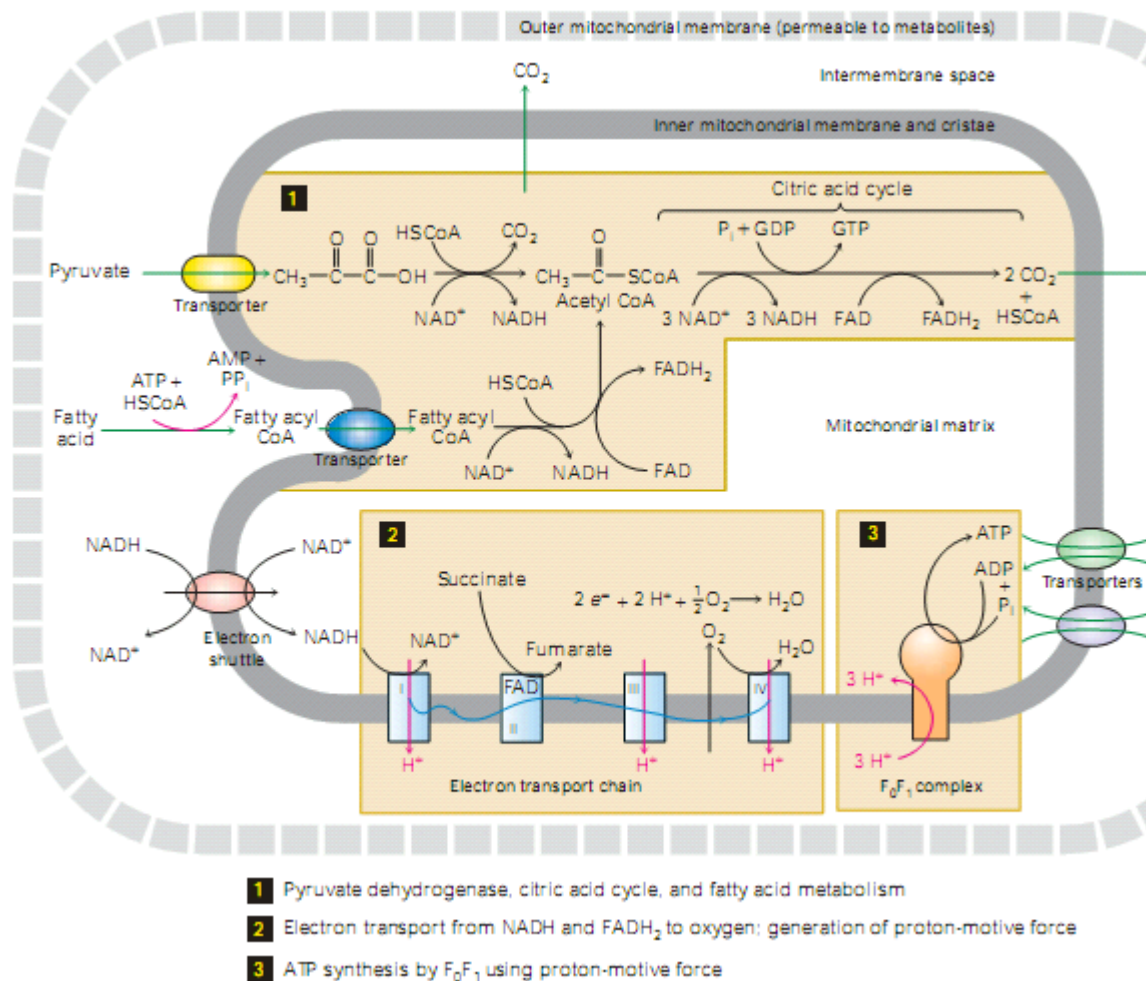 Outer mitochondrial membrane (permeable to metabolites)
CO₂
Intermembrane space
Inner mitochondrial membrane and cristae
1
Citric acid cycle
O O
HSCoA
CO₂
O
Pᵢ + GDP
GTP
Pyruvate
CH₃ C C OH
CH₃ C SCoA
2 CO₂
+
HSCoA
Transporter
Acetyl CoA
NAD⁺
NADH
3 NAD⁺
3 NADH
FAD
FADH₂
AMP +
PPᵢ
ATP +
HSCoA
HSCoA
FADH₂
Fatty
acid
Fatty acyl
CoA
Fatty acyl
CoA
Mitochondrial matrix
Transporter
NAD⁺
NADH
FAD
2
3
NADH
NAD⁺
ATP
Succinate
2 e⁻ + 2 H⁺ + ½O₂ → H₂O
ADP
+
Pᵢ
Transporters
NAD⁺
Electron
shuttle
NADH
NAD⁺
Fumarate
O₂
H₂O
I
FAD
II
III
IV
3 H⁺
H⁺
H⁺
H⁺
3 H⁺
Electron transport chain
F₀F₁ complex
1 Pyruvate dehydrogenase, citric acid cycle, and fatty acid metabolism
2 Electron transport from NADH and FADH₂ to oxygen; generation of proton-motive force
3 ATP synthesis by F₀F₁ using proton-motive force